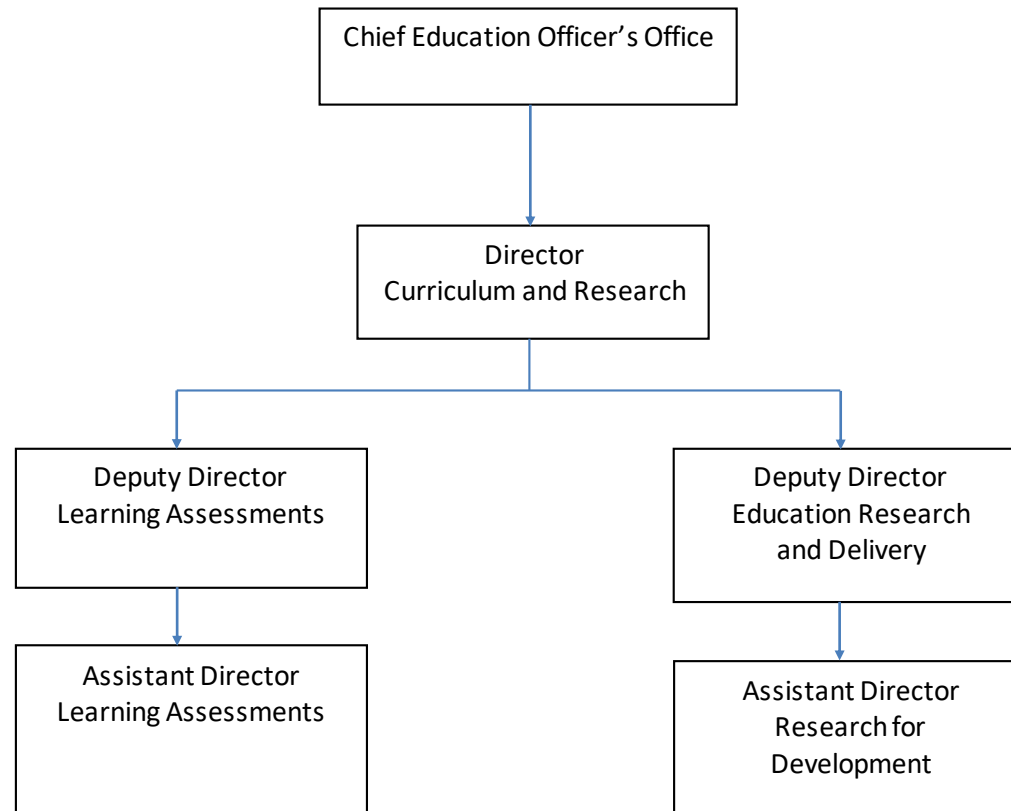 Chief Education Officer’s Office
Director
Curriculum and Research
Deputy Director
Learning Assessments
Deputy Director
Education Research
and Delivery
Assistant Director
Learning Assessments
Assistant Director
Research for
Development